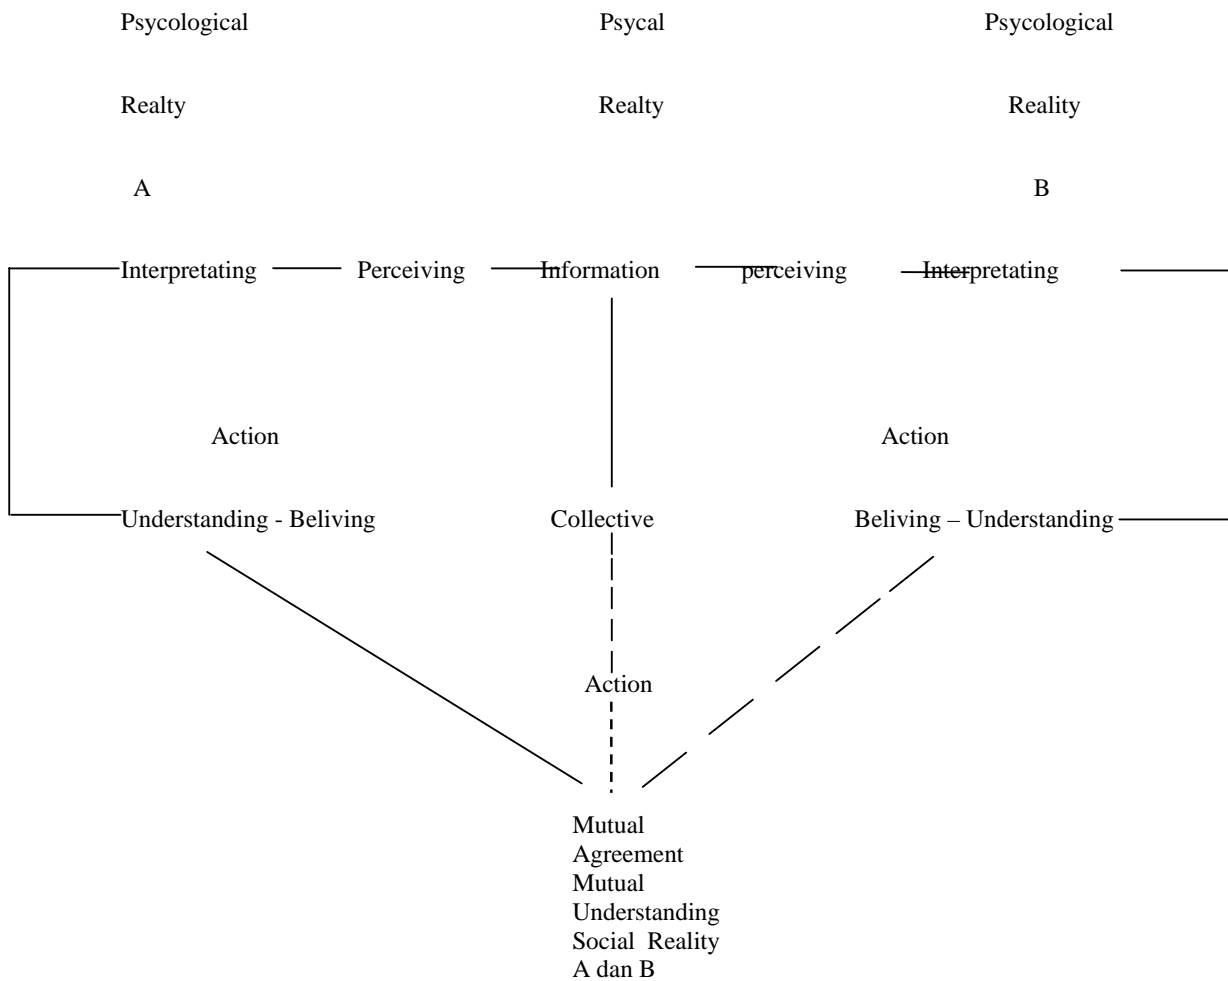 Psycological Psycal Psycological
Realty Realty Reality
A B
Interpretating Perceiving Information perceiving Interpretating
Action Action
Understanding - Beliving Collective Beliving – Understanding
Action
Mutual
Agreement
Mutual
Understanding
Social Reality
A dan B